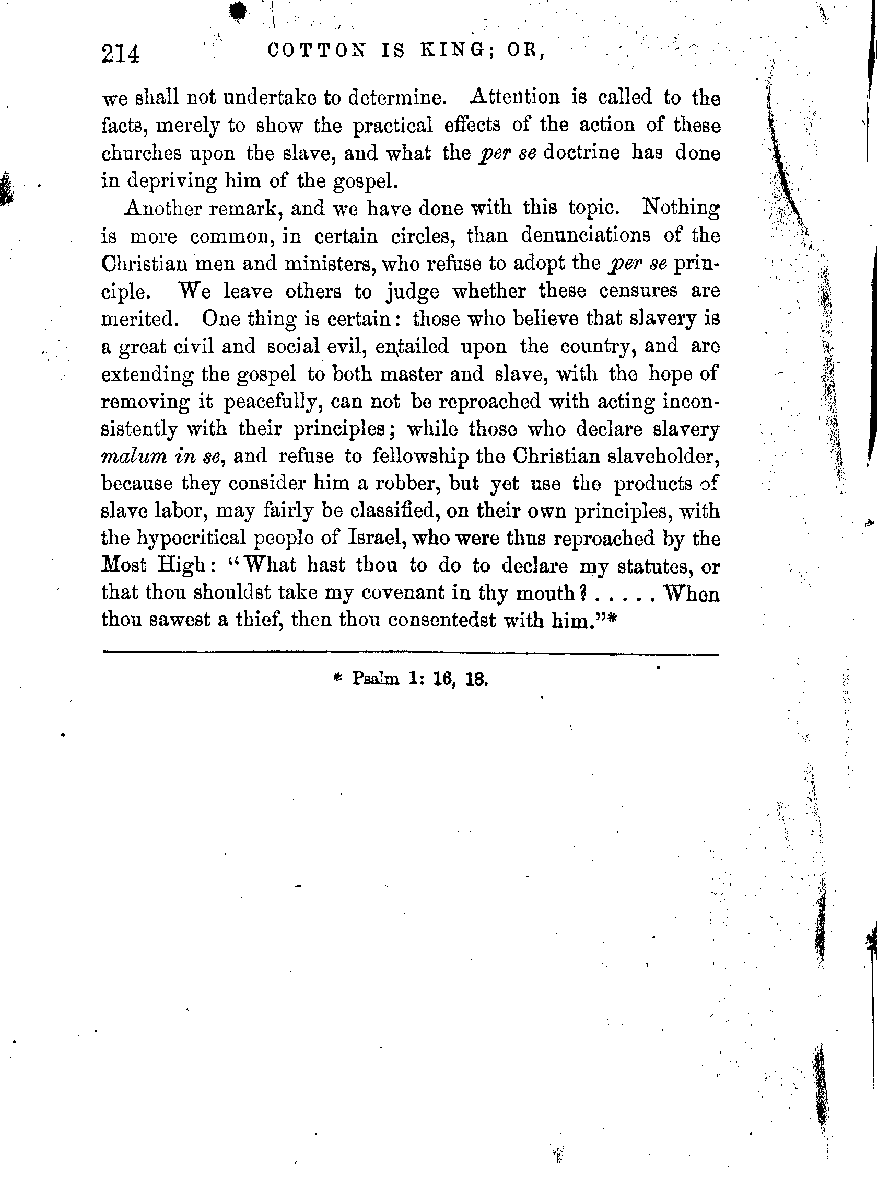 214 COTTON IS KING; OR,
we shall not undertake to determine. Attention is called to the
facts, merely to show the practical effects of the action of these
churches upon the slave, and what the per se doctrine has done
in depriving him of the gospel.
Another remark, and we have done with this topic. Nothing
is more common, in certain circles, than denunciations of the
Christian men and ministers, who refuse to adopt the per se prin-
ciple. We leave others to judge whether these censures are
merited. One thing is certain: those who believe that slavery is
a great civil and social evil, entailed upon the country, and are
extending the gospel to both master and slave, with the hope of
removing it peacefully, can not be reproached with acting incon-
sistently with their principles; while those who declare slavery
malum in se, and refuse to fellowship the Christian slaveholder,
because they consider him a robber, but yet use the products of
slave labor, may fairly be classified, on their own principles, with
the hypocritical people of Israel, who were thus reproached by the
Most High: "What hast thou to do to declare my statutes, or
that thou shouldst take my covenant in thy mouth? ..... When
thou sawest a thief, then thou consentedst with him."*
* Psalm l: 16, 18.